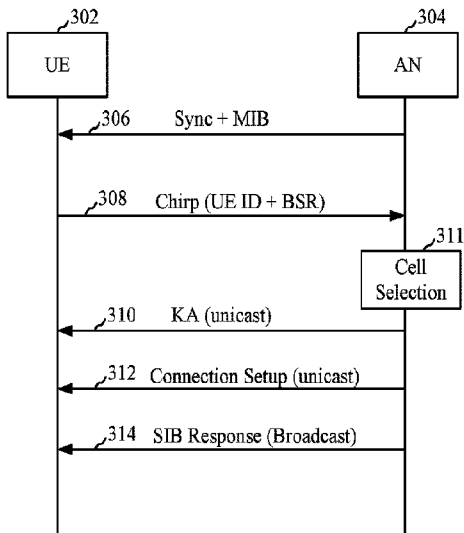 302
304
UE
AN
306
Sync + MIB
308
Chirp (UE ID + BSR)
311
Cell
Selection
310
KA (unicast)
312
Connection Setup (unicast)
314
SIB Response (Broadcast)